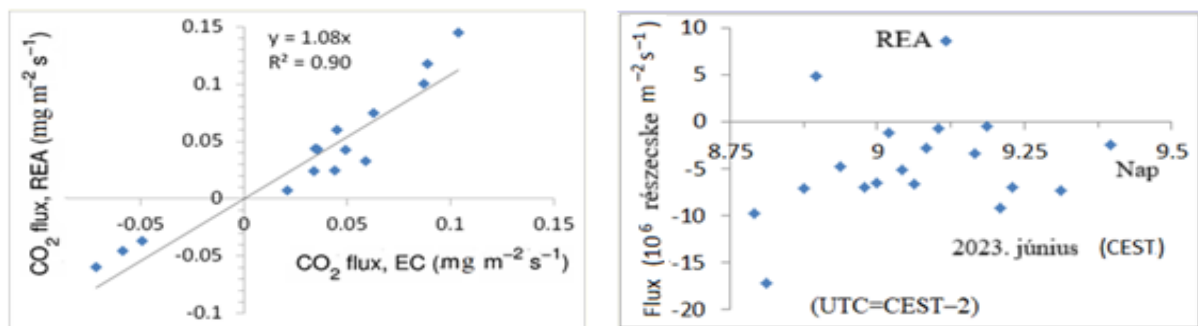 CO₂ flux, REA (mg m⁻² s⁻¹)
y = 1.08x
R² = 0.90
0.15
0.1
0.05
0
-0.05
-0.1
-0.05
0
0.05
0.1
0.15
CO₂ flux, EC (mg m⁻² s⁻¹)
Flux (10⁶ részecske m⁻² s⁻¹)
10
5
0
-5
-10
-15
-20
REA
8.75
9
9.25
9.5
Nap
2023. június (CEST)
(UTC=CEST–2)